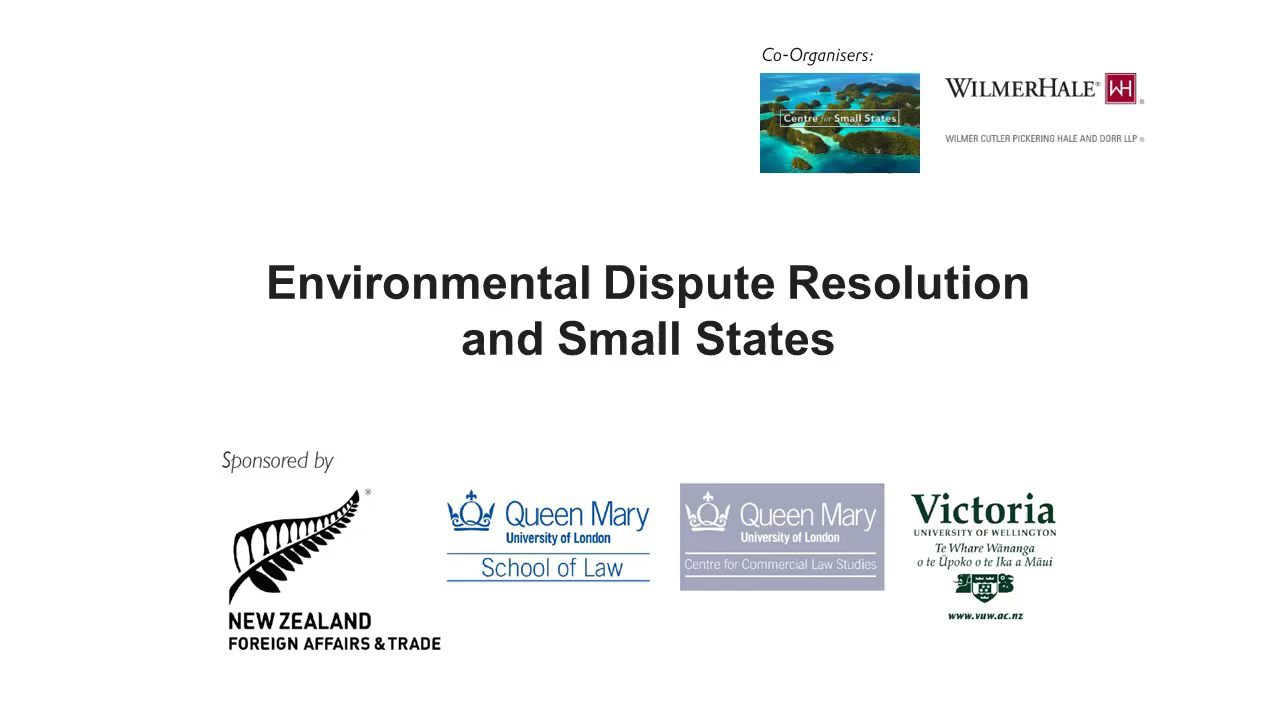 Co-Organisers:
Centre for Small States
WILMERHALE® WH ®
WILMER CUTLER PICKERING HALE AND DORR LLP ®
Environmental Dispute Resolution
and Small States
Sponsored by
®
NEW ZEALAND
FOREIGN AFFAIRS & TRADE
Queen Mary
University of London
School of Law
Queen Mary
University of London
Centre for Commercial Law Studies
Victoria
UNIVERSITY OF WELLINGTON
Te Whare Wānanga
o te Ūpoko o te Ika a Māui
www.vuw.ac.nz